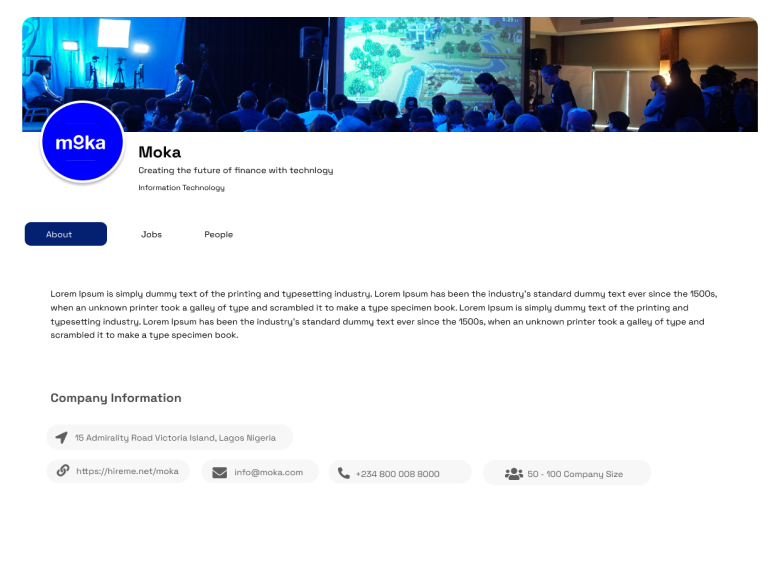 moka
Moka
Creating the future of finance with technlogy
Information Technology
About Jobs People
Lorem Ipsum is simply dummy text of the printing and typesetting industry. Lorem Ipsum has been the industry's standard dummy text ever since the 1500s,
when an unknown printer took a galley of type and scrambled it to make a type specimen book. Lorem Ipsum is simply dummy text of the printing and
typesetting industry. Lorem Ipsum has been the industry's standard dummy text ever since the 1500s, when an unknown printer took a galley of type and
scrambled it to make a type specimen book.
Company Information
15 Admirality Road Victoria Island, Lagos Nigeria
https://hireme.net/moka info@moka.com +234 800 008 8000 50 - 100 Company Size